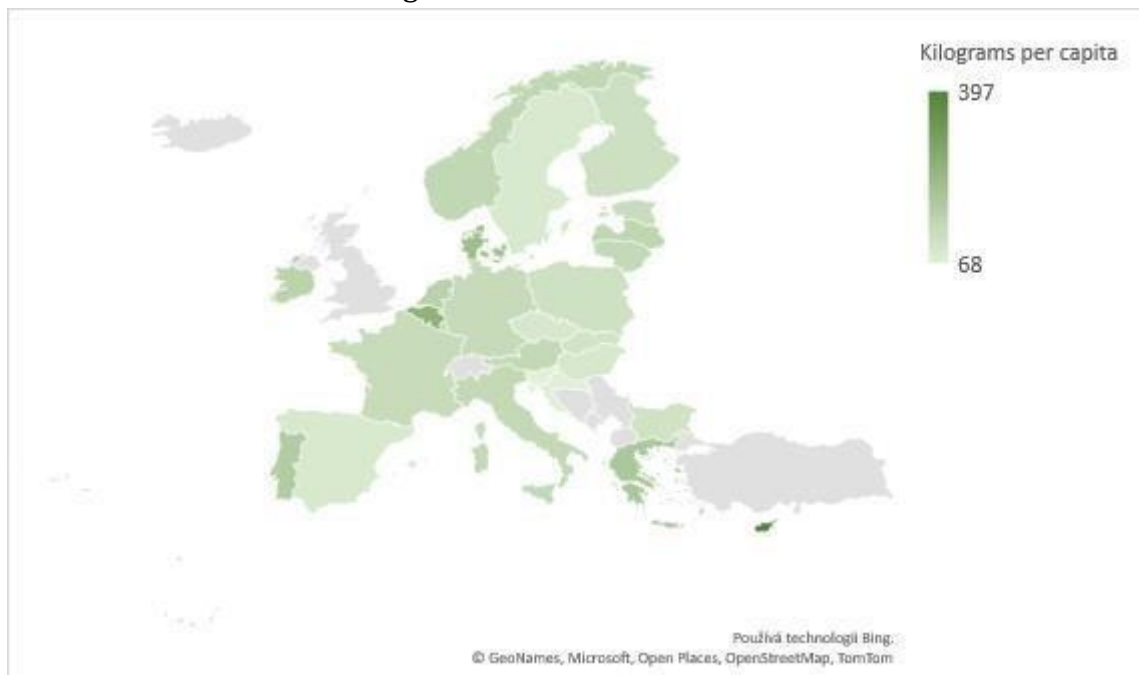 Kilograms per capita
397
68
Používá technologii Bing.
© GeoNames, Microsoft, Open Places, OpenStreetMap, TomTom